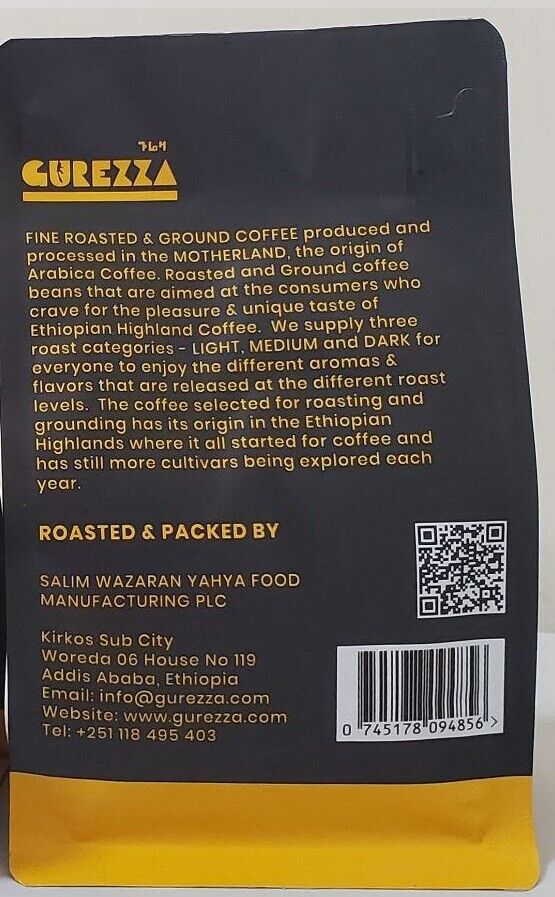 ጉሬዛ
GUREZZA
FINE ROASTED & GROUND COFFEE produced and
processed in the MOTHERLAND, the origin of
Arabica Coffee. Roasted and Ground coffee
beans that are aimed at the consumers who
crave for the pleasure & unique taste of
Ethiopian Highland Coffee. We supply three
roast categories - LIGHT, MEDIUM and DARK for
everyone to enjoy the different aromas &
flavors that are released at the different roast
levels. The coffee selected for roasting and
grounding has its origin in the Ethiopian
Highlands where it all started for coffee and
has still more cultivars being explored each
year.
ROASTED & PACKED BY
SALIM WAZARAN YAHYA FOOD
MANUFACTURING PLC
Kirkos Sub City
Woreda 06 House No 119
Addis Ababa, Ethiopia
Email: info@gurezza.com
Website: www.gurezza.com
Tel: +251 118 495 403
0 745178 094856 >